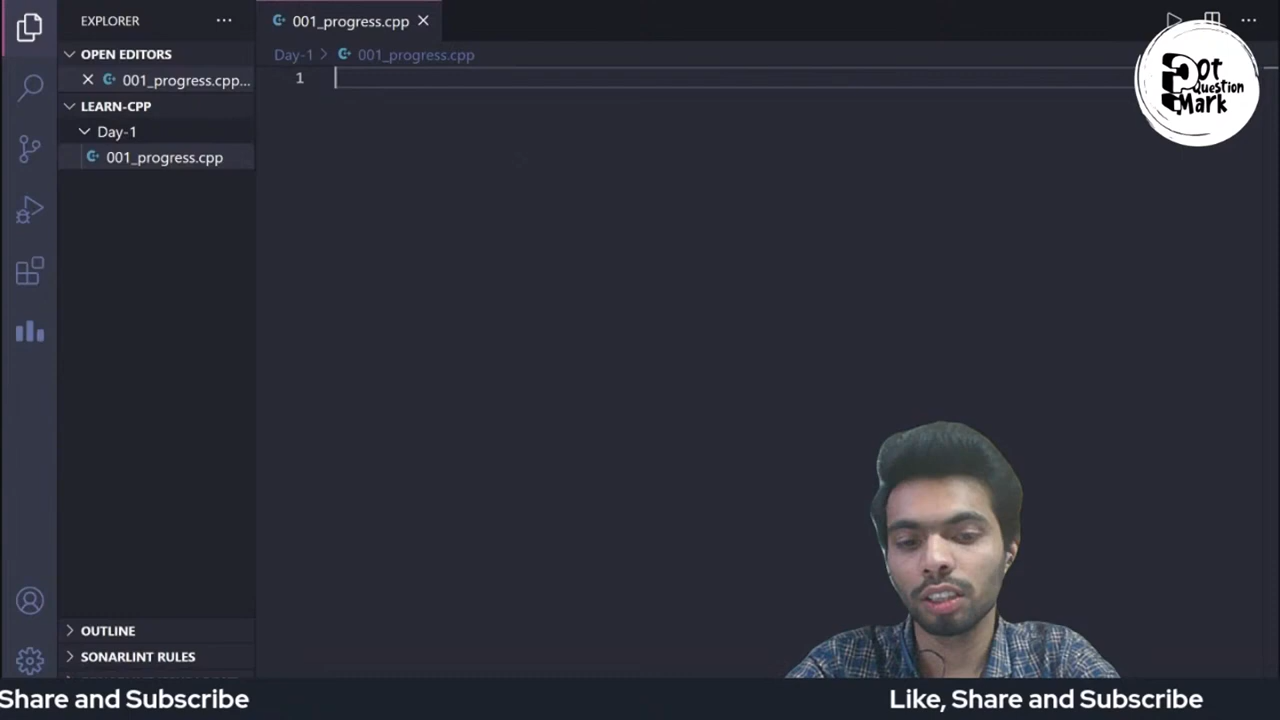 EXPLORER
001_progress.cpp
OPEN EDITORS
001_progress.cpp...
LEARN-CPP
Day-1
001_progress.cpp
Day-1
001_progress.cpp
1
Dot
Question
Mark
OUTLINE
SONARLINT RULES
Share and Subscribe
Like, Share and Subscribe